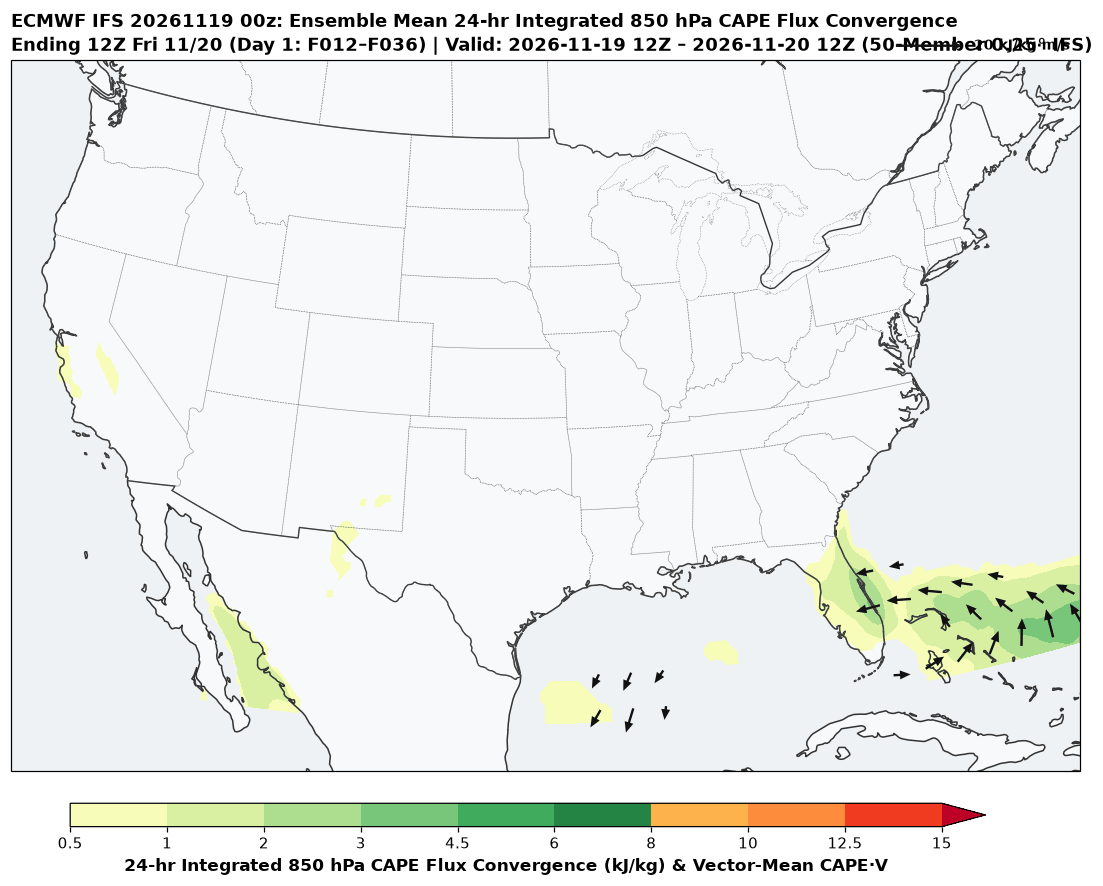 ECMWF IFS 20261119 00z: Ensemble Mean 24-hr Integrated 850 hPa CAPE Flux Convergence
Ending 12Z Fri 11/20 (Day 1: F012–F036) | Valid: 2026-11-19 12Z – 2026-11-20 12Z (50-Member 0.25° IFS)
0.5 1 2 3 4.5 6 8 10 12.5 15
24-hr Integrated 850 hPa CAPE Flux Convergence (kJ/kg) & Vector-Mean CAPE·V